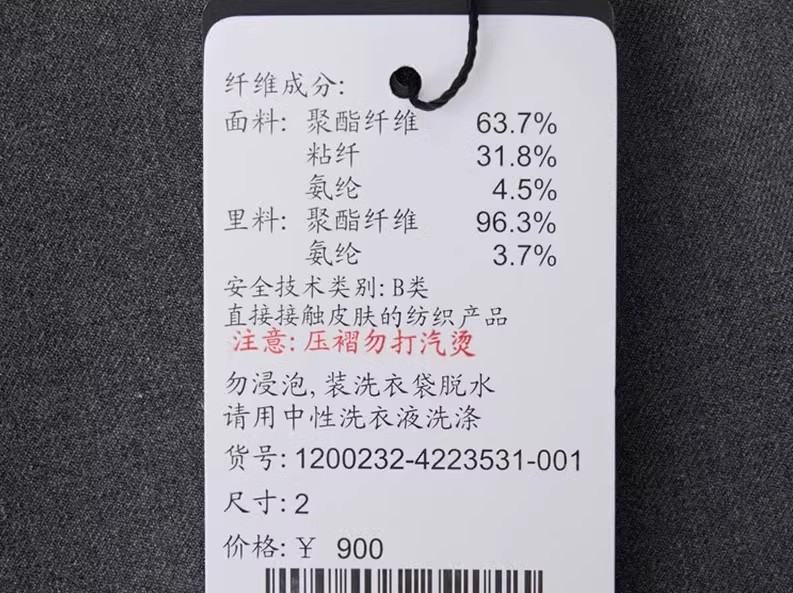 纤维成分:
面料: 聚酯纤维 63.7%
粘纤 31.8%
氨纶 4.5%
里料: 聚酯纤维 96.3%
氨纶 3.7%
安全技术类别: B类
直接接触皮肤的纺织产品
注意: 压褶勿打汽烫
勿浸泡, 装洗衣袋脱水
请用中性洗衣液洗涤
货号: 1200232-4223531-001
尺寸: 2
价格: ¥ 900